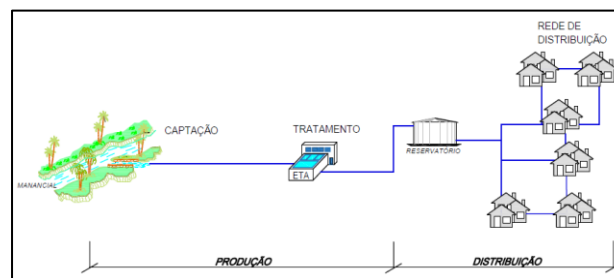 REDE DE
DISTRIBUIÇÃO
CAPTAÇÃO
TRATAMENTO
RESERVATÓRIO
ETA
MANANCIAL
PRODUÇÃO
DISTRIBUIÇÃO